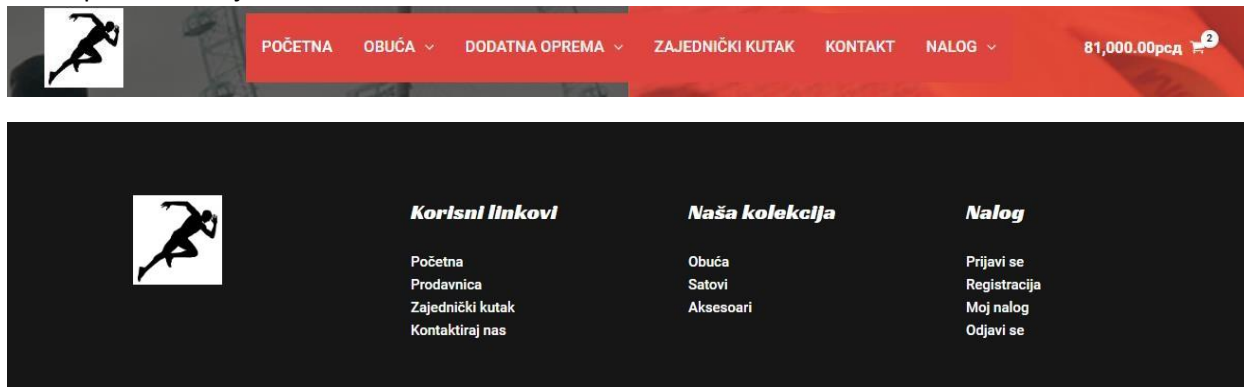 POČETNA OBUĆA DODATNA OPREMA ZAJEDNIČKI KUTAK KONTAKT NALOG 81,000.00рсд 2
Korisni linkovi Naša kolekcija Nalog
Početna Obuća Prijavi se
Prodavnica Satovi Registracija
Zajednički kutak Aksesoari Moj nalog
Kontaktiraj nas Odjavi se